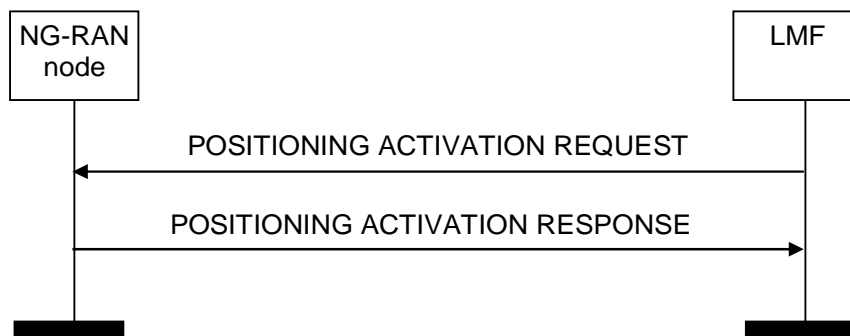 NG-RAN
node
LMF
POSITIONING ACTIVATION REQUEST
POSITIONING ACTIVATION RESPONSE